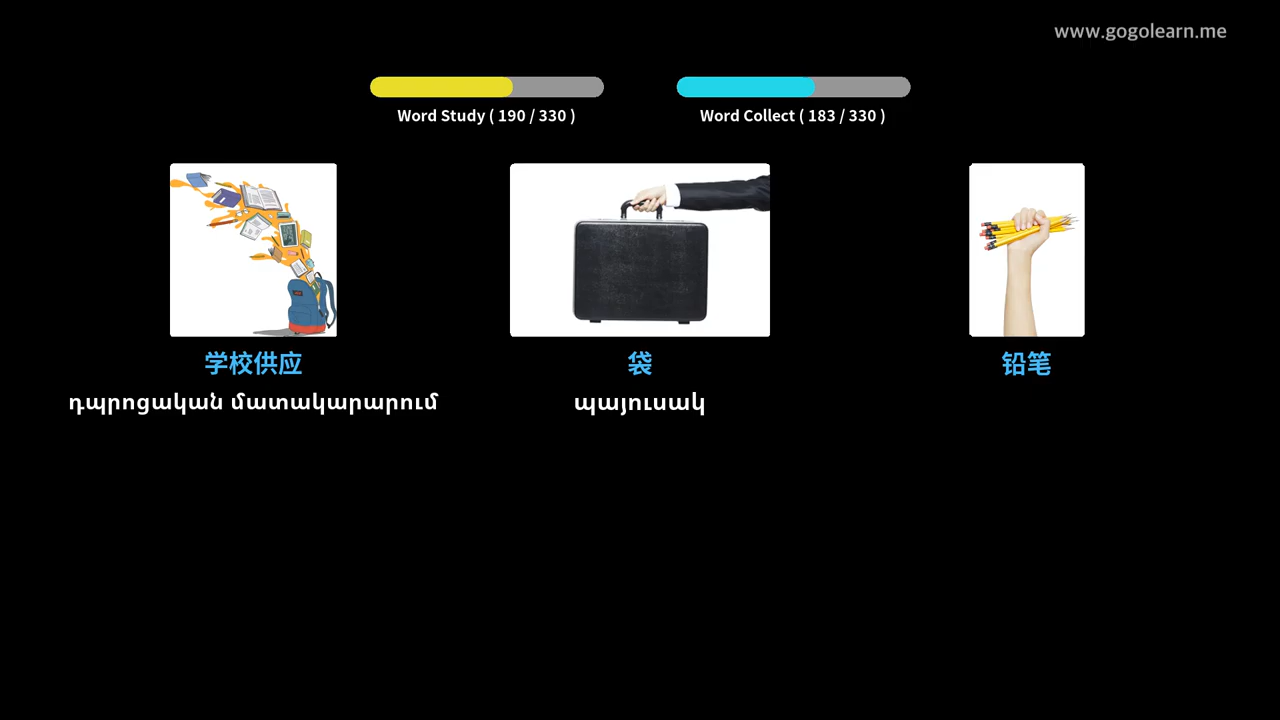 www.gogolearn.me
Word Study ( 190 / 330 )
Word Collect ( 183 / 330 )
学校供应
袋
铅笔
դպրոցական մատակարարում
պայուսակ